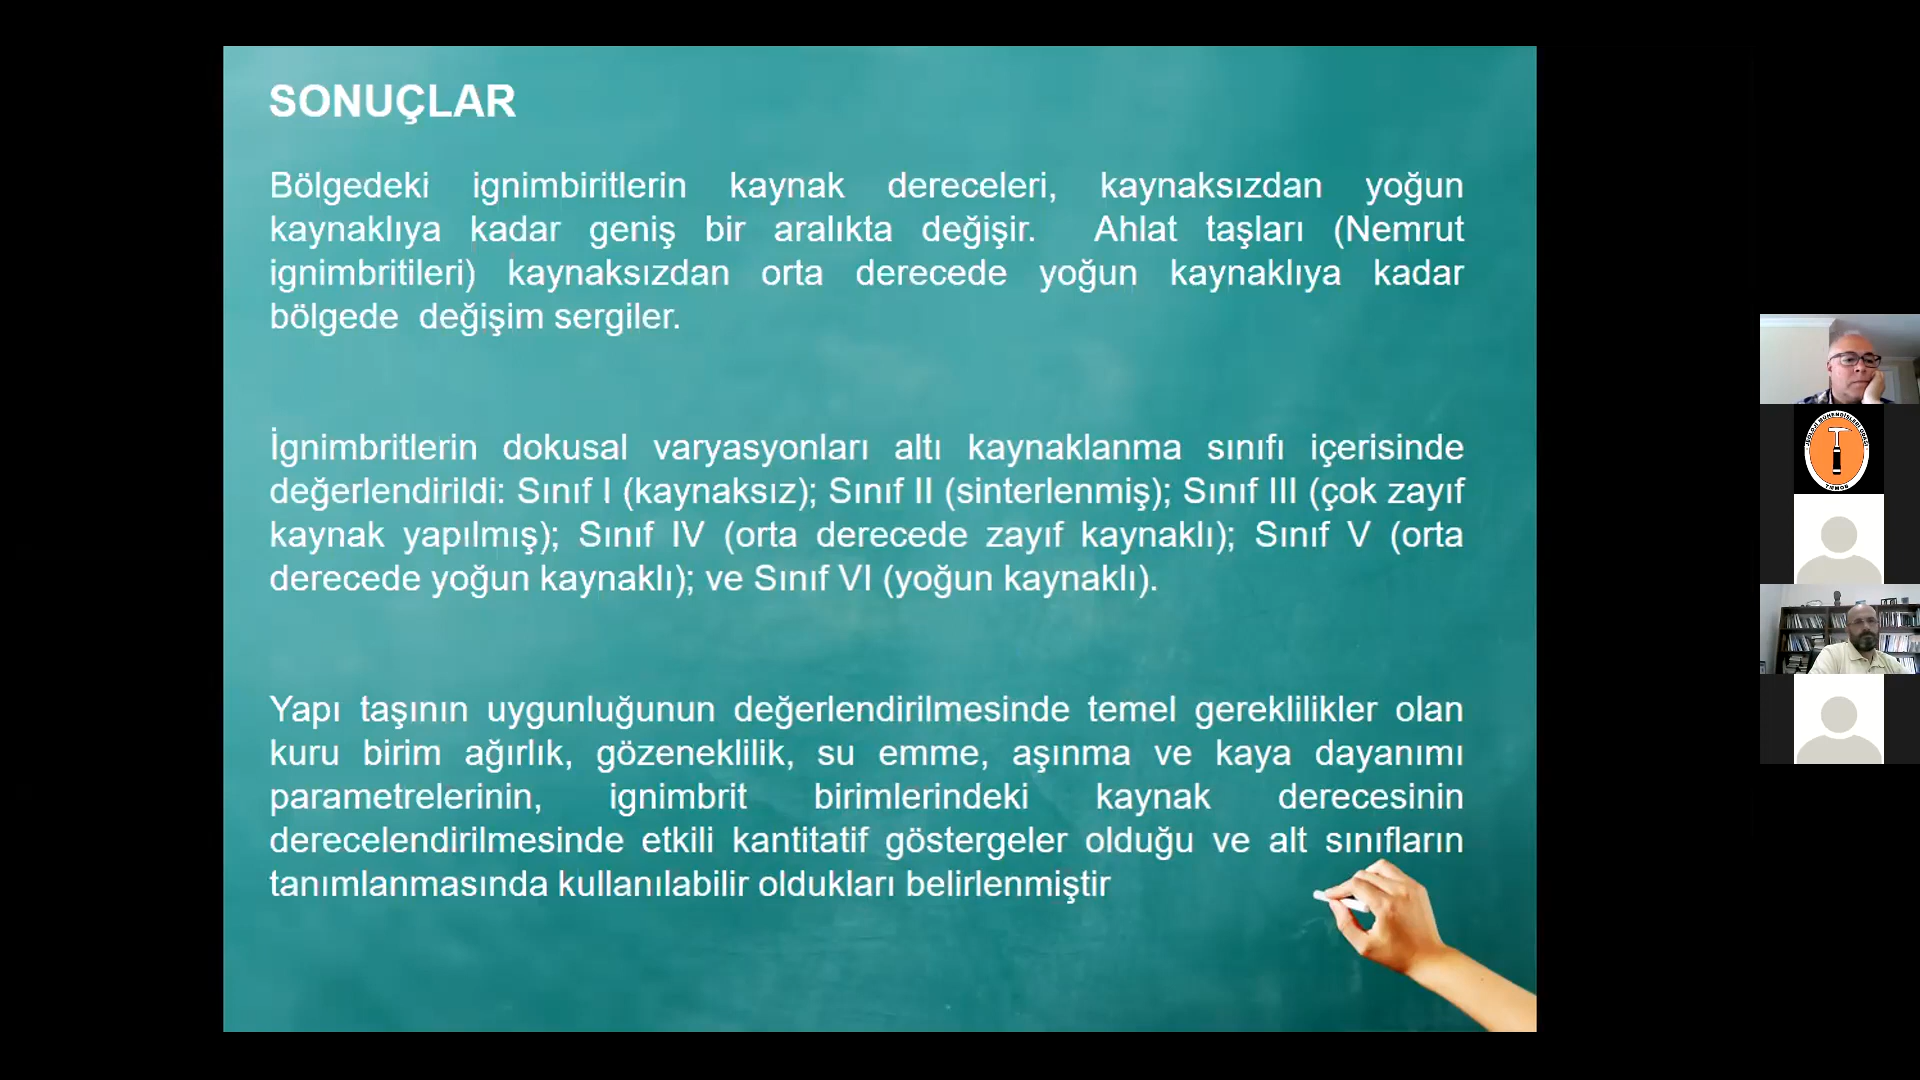 SONUÇLAR
Bölgedeki ignimbiritlerin kaynak dereceleri, kaynaksızdan yoğun
kaynaklıya kadar geniş bir aralıkta değişir. Ahlat taşları (Nemrut
ignimbritileri) kaynaksızdan orta derecede yoğun kaynaklıya kadar
bölgede değişim sergiler.
İgnimbritlerin dokusal varyasyonları altı kaynaklanma sınıfı içerisinde
değerlendirildi: Sınıf I (kaynaksız); Sınıf II (sinterlenmiş); Sınıf III (çok zayıf
kaynak yapılmış); Sınıf IV (orta derecede zayıf kaynaklı); Sınıf V (orta
derecede yoğun kaynaklı); ve Sınıf VI (yoğun kaynaklı).
Yapı taşının uygunluğunun değerlendirilmesinde temel gereklilikler olan
kuru birim ağırlık, gözeneklilik, su emme, aşınma ve kaya dayanımı
parametrelerinin, ignimbrit birimlerindeki kaynak derecesinin
derecelendirilmesinde etkili kantitatif göstergeler olduğu ve alt sınıfların
tanımlanmasında kullanılabilir oldukları belirlenmiştir